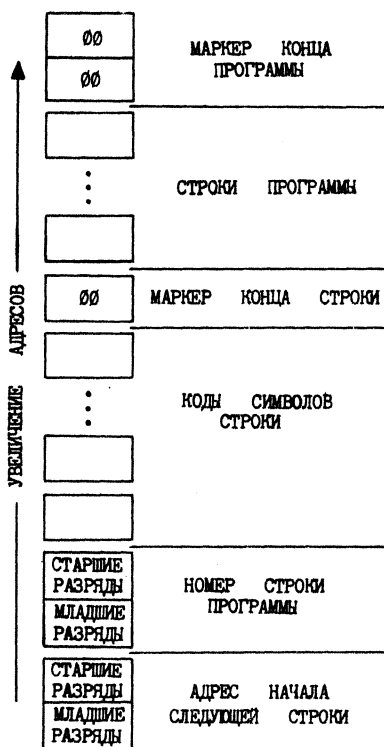 ØØ
ØØ
МАРКЕР КОНЦА
ПРОГРАММЫ
СТРОКИ ПРОГРАММЫ
ØØ
МАРКЕР КОНЦА СТРОКИ
КОДЫ СИМВОЛОВ
СТРОКИ
СТАРШИЕ
РАЗРЯДЫ
МЛАДШИЕ
РАЗРЯДЫ
НОМЕР СТРОКИ
ПРОГРАММЫ
СТАРШИЕ
РАЗРЯДЫ
МЛАДШИЕ
РАЗРЯДЫ
АДРЕС НАЧАЛА
СЛЕДУЮЩЕЙ СТРОКИ
УВЕЛИЧЕНИЕ АДРЕСОВ